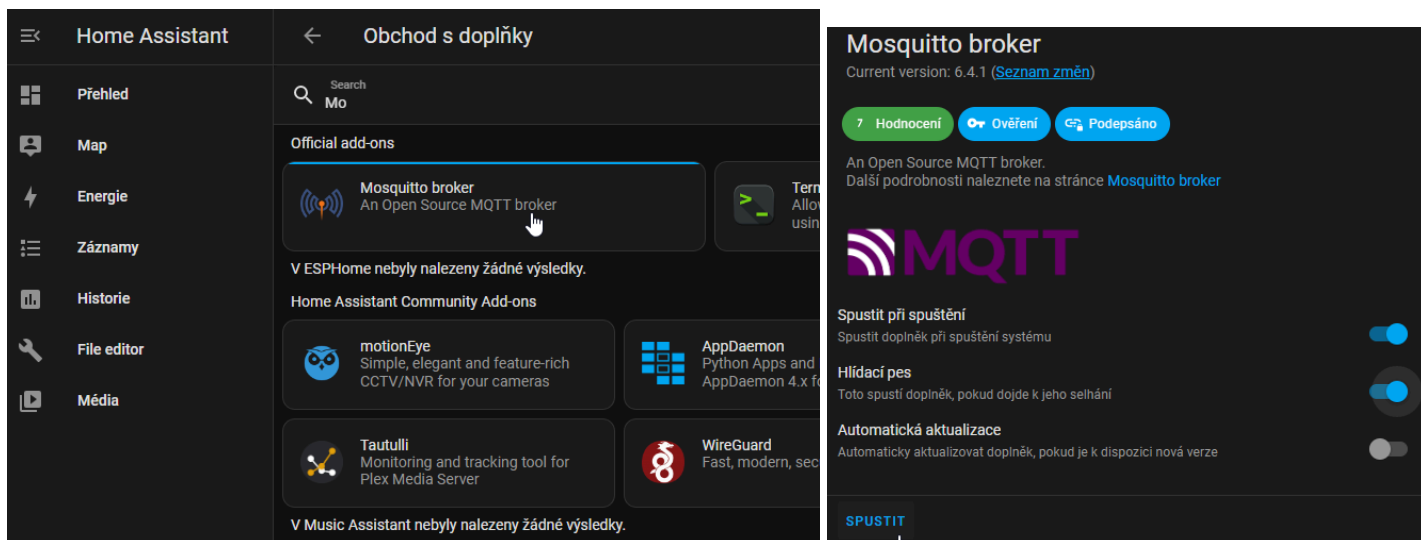 Home Assistant
Přehled
Map
Energie
Záznamy
Historie
File editor
Média
Obchod s doplňky
Search
Mo
Official add-ons
Mosquitto broker
An Open Source MQTT broker
V ESPHome nebyly nalezeny žádné výsledky.
Home Assistant Community Add-ons
motionEye
Simple, elegant and feature-rich
CCTV/NVR for your cameras
AppDaemon
Python Apps and
AppDaemon 4.x
Tautulli
Monitoring and tracking tool for
Plex Media Server
WireGuard
Fast, modern,
V Music Assistant nebyly nalezeny žádné výsledky.
Mosquitto broker
Current version: 6.4.1 (Seznam změn)
7 Hodnocení
Ověření
Podepsáno
An Open Source MQTT broker.
Další podrobnosti naleznete na stránce Mosquitto broker
MQTT
Spustit při spuštění
Spustit doplněk při spuštění systému
Hlídací pes
Toto spustí doplněk, pokud dojde k jeho selhání
Automatická aktualizace
Automaticky aktualizovat doplněk, pokud je k dispozici nová verze
SPUSTIT